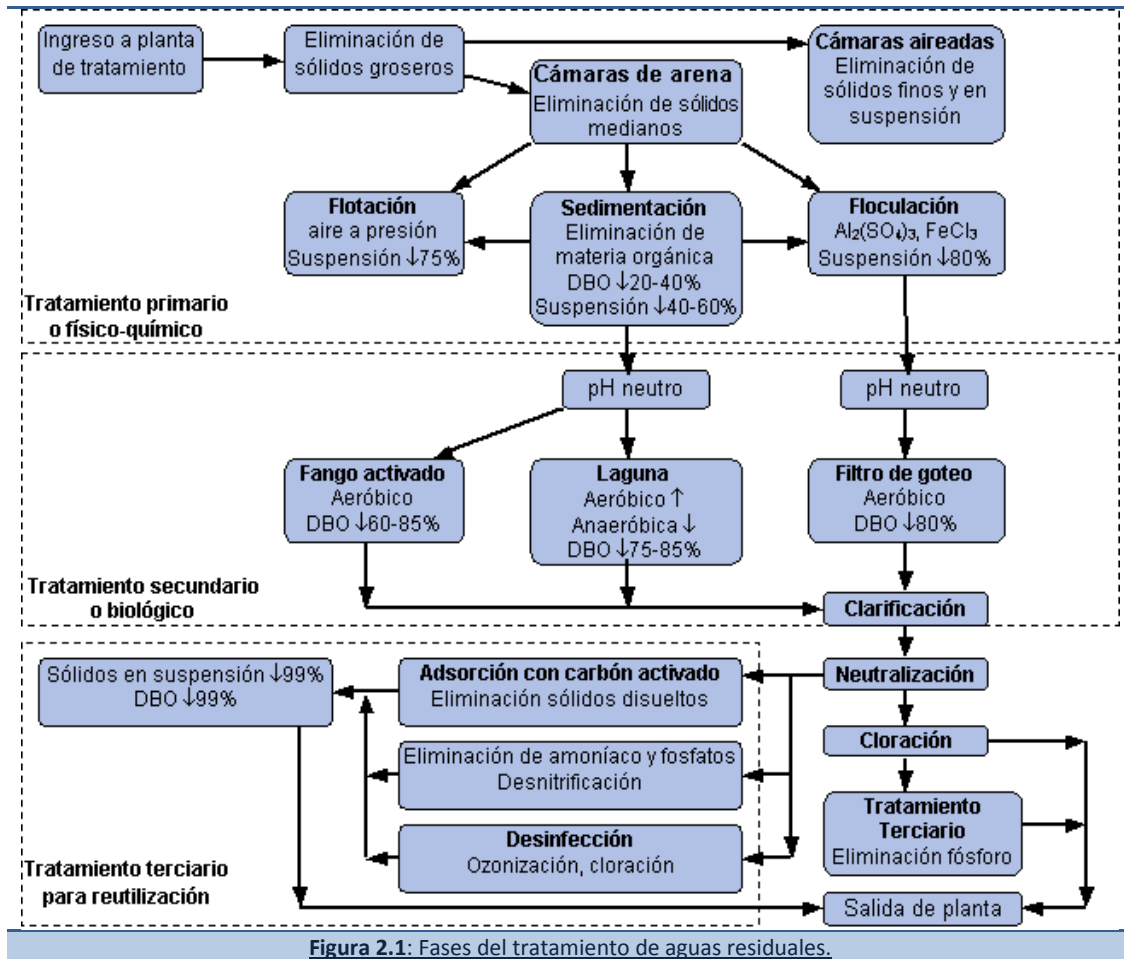 Ingreso a planta
de tratamiento
Eliminación de
sólidos groseros
Cámaras aireadas
Eliminación de
sólidos finos y en
suspensión
Cámaras de arena
Eliminación de sólidos
medianos
Flotación
aire a presión
Suspensión ↓75%
Sedimentación
Eliminación de
materia orgánica
DBO ↓20-40%
Suspensión ↓40-60%
Floculación
Al₂(SO₄)₃, FeCl₃
Suspensión ↓80%
Tratamiento primario
o físico-químico
pH neutro
pH neutro
Fango activado
Aeróbico
DBO ↓60-85%
Laguna
Aeróbico ↑
Anaeróbica ↓
DBO ↓75-85%
Filtro de goteo
Aeróbico
DBO ↓80%
Tratamiento secundario
o biológico
Clarificación
Sólidos en suspensión ↓99%
DBO ↓99%
Adsorción con carbón activado
Eliminación sólidos disueltos
Neutralización
Cloración
Eliminación de amoníaco y fosfatos
Desnitrificación
Tratamiento
Terciario
Eliminación fósforo
Desinfección
Ozonización, cloración
Tratamiento terciario
para reutilización
Salida de planta
Figura 2.1: Fases del tratamiento de aguas residuales.